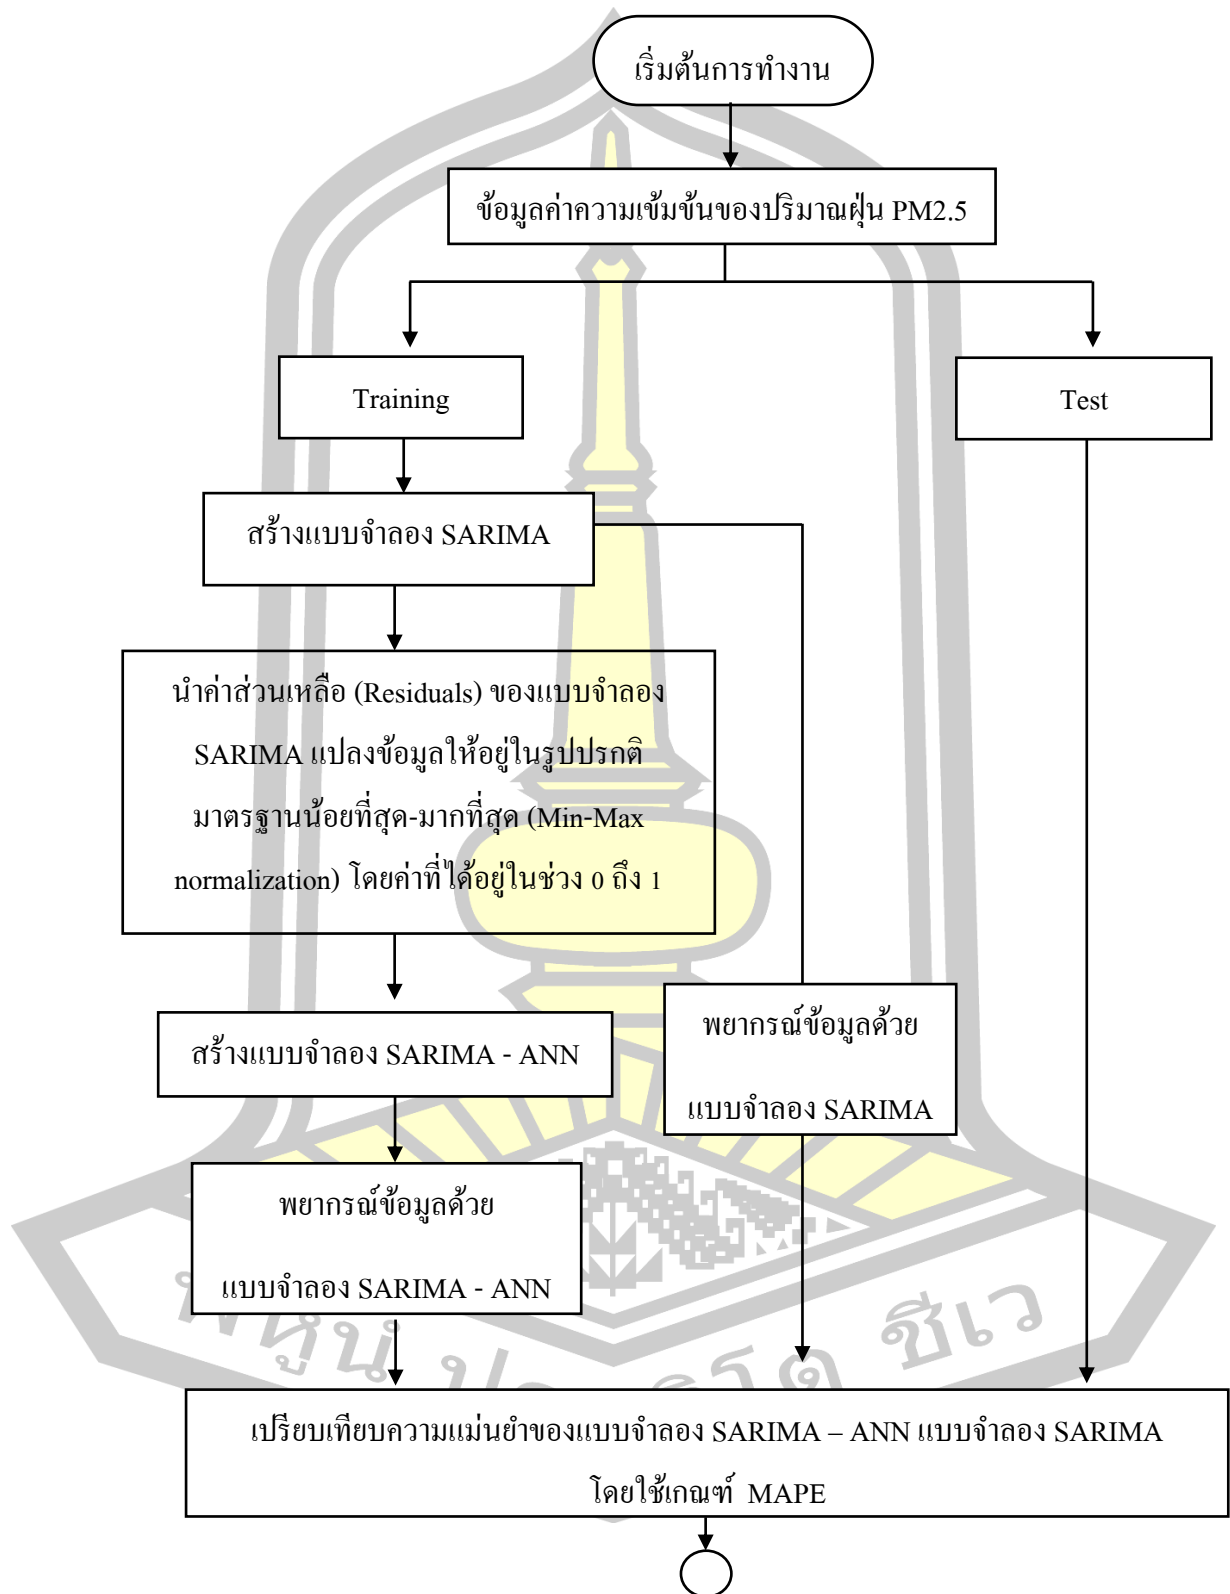 เริ่มต้นการทำงาน
ข้อมูลค่าความเข้มข้นของปริมาณฝุ่น PM2.5
Training
Test
สร้างแบบจำลอง SARIMA
นำค่าส่วนเหลือ (Residuals) ของแบบจำลอง
SARIMA แปลงข้อมูลให้อยู่ในรูปปรกติ
มาตรฐานน้อยที่สุด-มากที่สุด (Min-Max
normalization) โดยค่าที่ได้อยู่ในช่วง 0 ถึง 1
สร้างแบบจำลอง SARIMA - ANN
พยากรณ์ข้อมูลด้วย
แบบจำลอง SARIMA
พยากรณ์ข้อมูลด้วย
แบบจำลอง SARIMA - ANN
ชีเว
เปรียบเทียบความแม่นยำของแบบจำลอง SARIMA – ANN แบบจำลอง SARIMA
โดยใช้เกณฑ์ MAPE